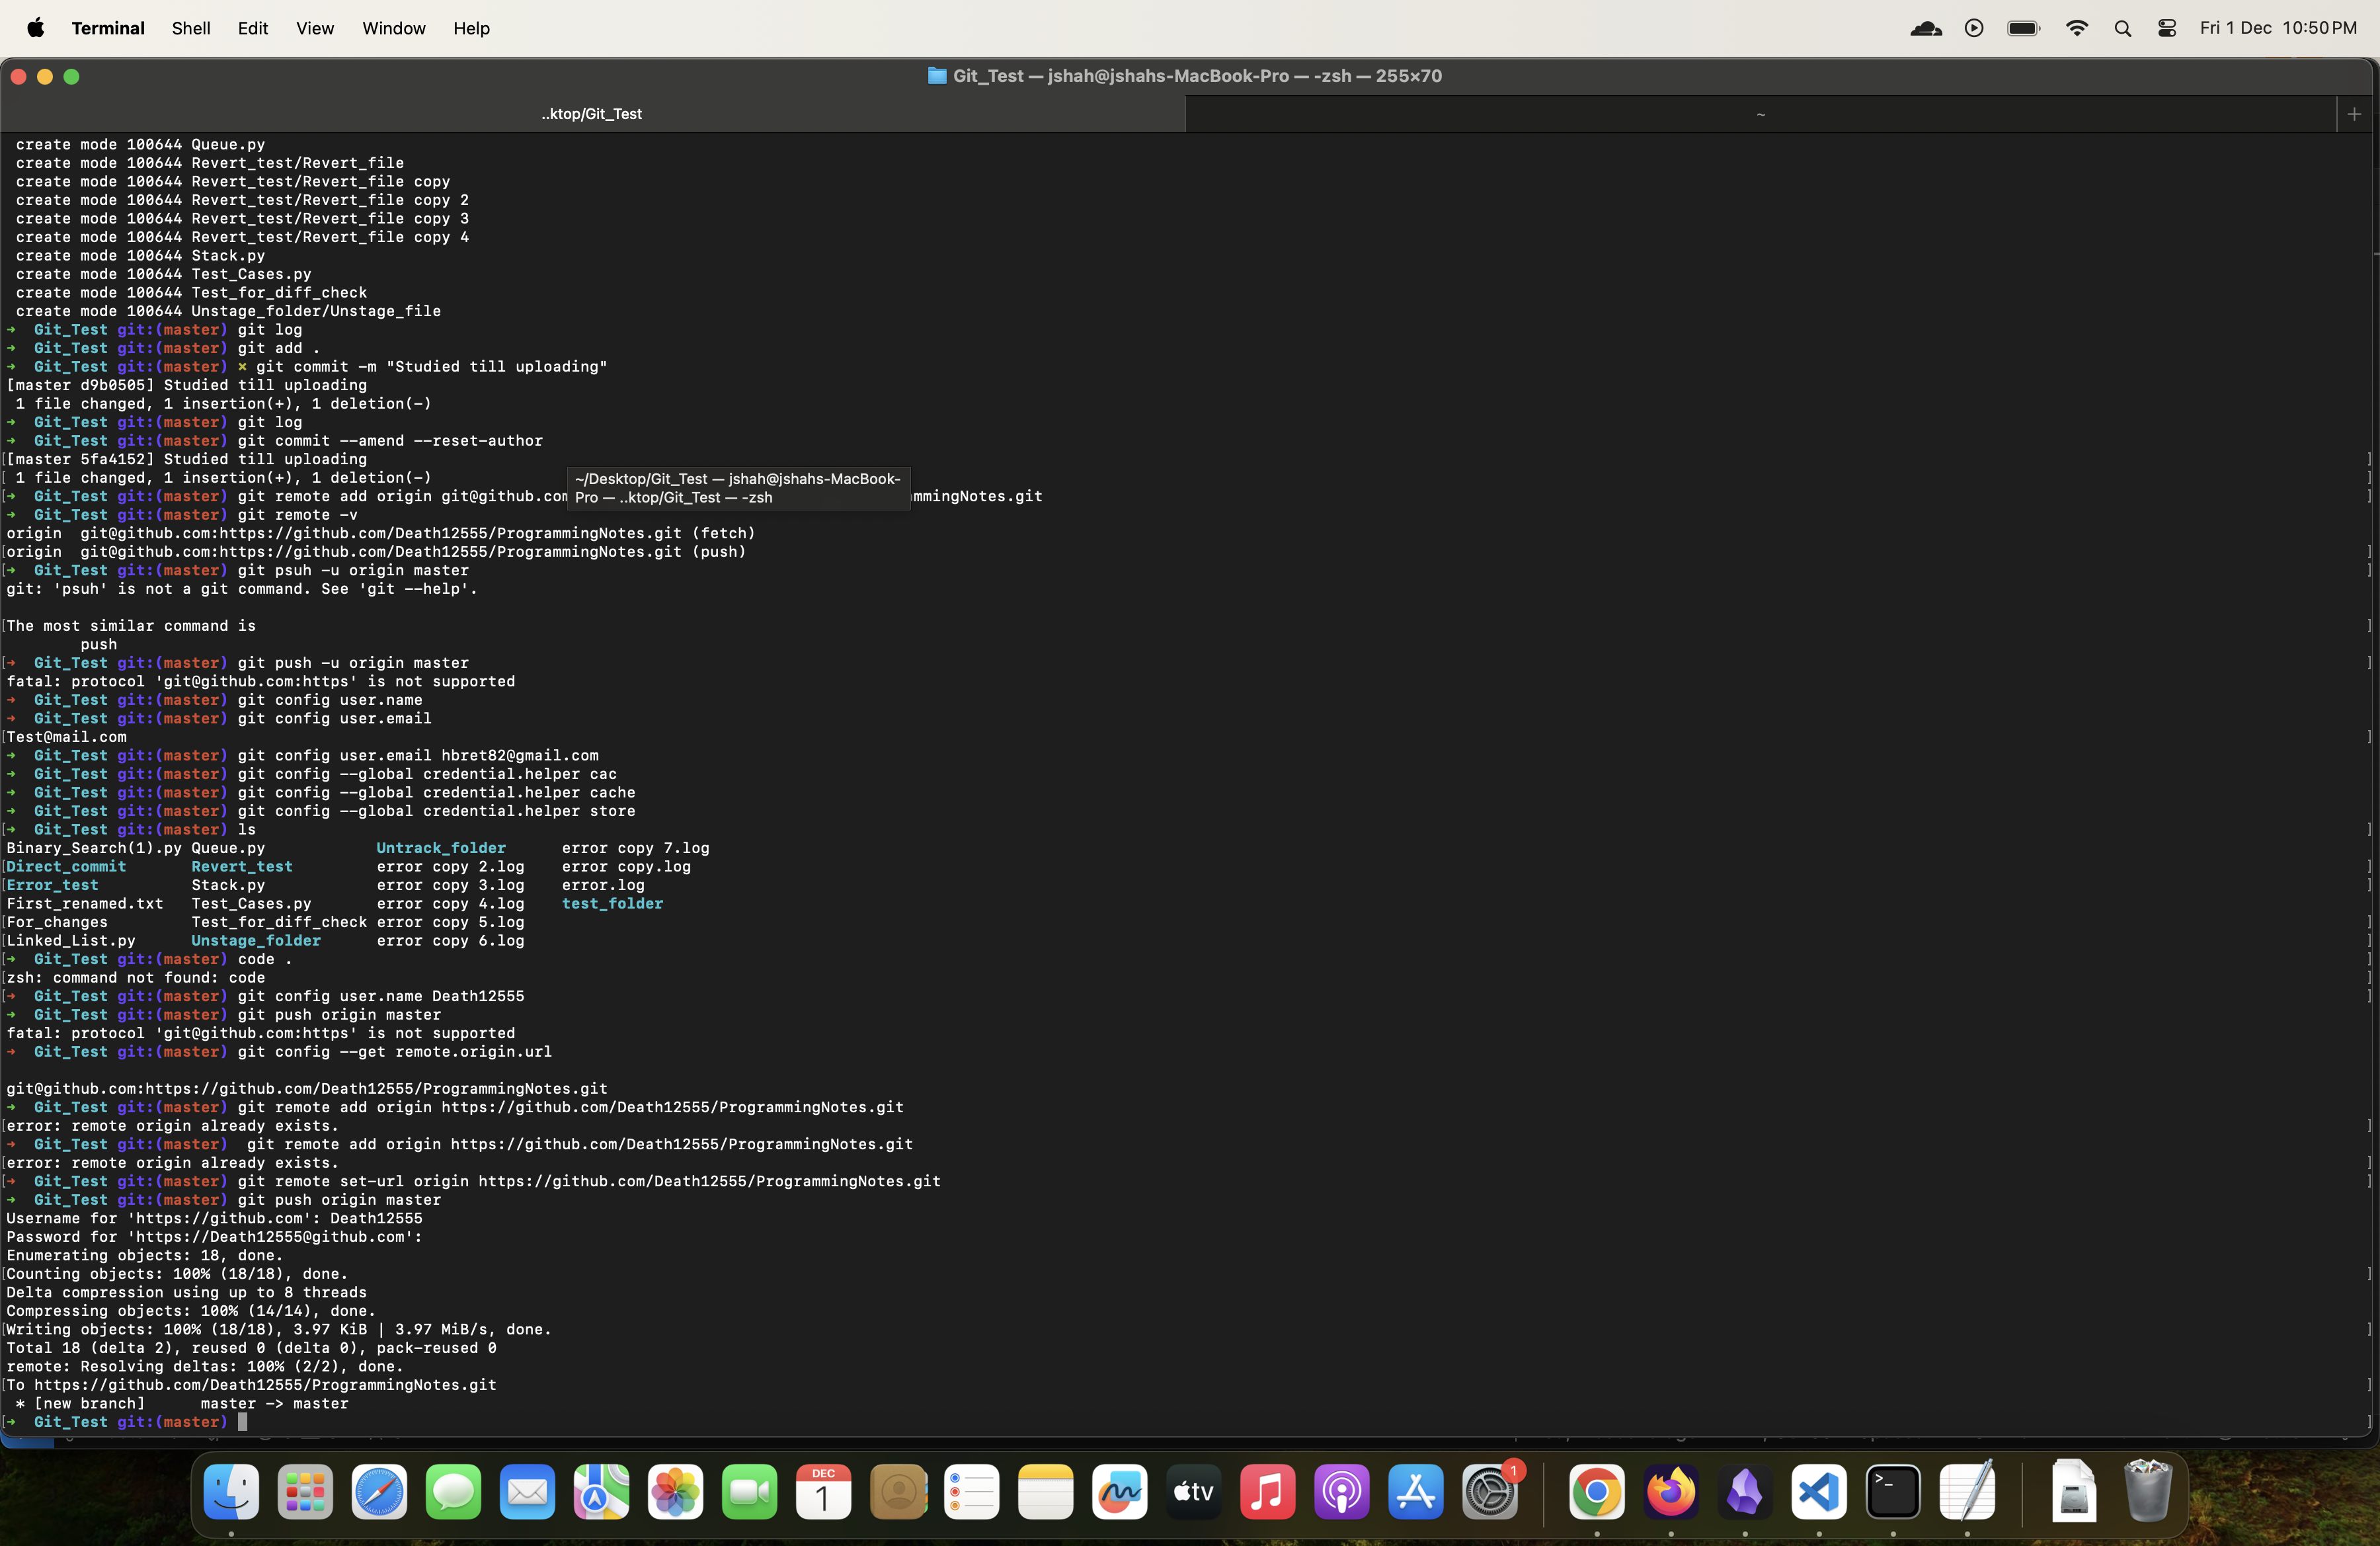 Terminal Shell Edit View Window Help Fri 1 Dec 10:50 PM
Git_Test — jshah@jshahs-MacBook-Pro — -zsh — 255×70
..ktop/Git_Test ~ +
create mode 100644 Queue.py
create mode 100644 Revert_test/Revert_file
create mode 100644 Revert_test/Revert_file copy
create mode 100644 Revert_test/Revert_file copy 2
create mode 100644 Revert_test/Revert_file copy 3
create mode 100644 Revert_test/Revert_file copy 4
create mode 100644 Stack.py
create mode 100644 Test_Cases.py
create mode 100644 Test_for_diff_check
create mode 100644 Unstage_folder/Unstage_file
➜ Git_Test git:(master) git log
➜ Git_Test git:(master) git add .
➜ Git_Test git:(master) ✗ git commit -m "Studied till uploading"
[master d9b0505] Studied till uploading
1 file changed, 1 insertion(+), 1 deletion(-)
➜ Git_Test git:(master) git log
➜ Git_Test git:(master) git commit --amend --reset-author
[[master 5fa4152] Studied till uploading ]
[ 1 file changed, 1 insertion(+), 1 deletion(-) ]
~/Desktop/Git_Test — jshah@jshahs-MacBook-
Pro — ..ktop/Git_Test — -zsh
[➜ Git_Test git:(master) git remote add origin git@github.com mmingNotes.git ]
➜ Git_Test git:(master) git remote -v
origin git@github.com:https://github.com/Death12555/ProgrammingNotes.git (fetch)
[origin git@github.com:https://github.com/Death12555/ProgrammingNotes.git (push) ]
[➜ Git_Test git:(master) git psuh -u origin master ]
git: 'psuh' is not a git command. See 'git --help'.
[The most similar command is ]
push
[➜ Git_Test git:(master) git push -u origin master ]
fatal: protocol 'git@github.com:https' is not supported
➜ Git_Test git:(master) git config user.name
➜ Git_Test git:(master) git config user.email
[Test@mail.com ]
➜ Git_Test git:(master) git config user.email hbret82@gmail.com
➜ Git_Test git:(master) git config --global credential.helper cac
➜ Git_Test git:(master) git config --global credential.helper cache
➜ Git_Test git:(master) git config --global credential.helper store
[➜ Git_Test git:(master) ls ]
Binary_Search(1).py Queue.py Untrack_folder error copy 7.log
[Direct_commit Revert_test error copy 2.log error copy.log ]
[Error_test Stack.py error copy 3.log error.log ]
First_renamed.txt Test_Cases.py error copy 4.log test_folder
[For_changes Test_for_diff_check error copy 5.log ]
[Linked_List.py Unstage_folder error copy 6.log ]
[➜ Git_Test git:(master) code . ]
[zsh: command not found: code ]
[➜ Git_Test git:(master) git config user.name Death12555 ]
➜ Git_Test git:(master) git push origin master
fatal: protocol 'git@github.com:https' is not supported
➜ Git_Test git:(master) git config --get remote.origin.url
git@github.com:https://github.com/Death12555/ProgrammingNotes.git
➜ Git_Test git:(master) git remote add origin https://github.com/Death12555/ProgrammingNotes.git
[error: remote origin already exists. ]
➜ Git_Test git:(master) git remote add origin https://github.com/Death12555/ProgrammingNotes.git
[error: remote origin already exists. ]
[➜ Git_Test git:(master) git remote set-url origin https://github.com/Death12555/ProgrammingNotes.git ]
➜ Git_Test git:(master) git push origin master
Username for 'https://github.com': Death12555
Password for 'https://Death12555@github.com':
Enumerating objects: 18, done.
[Counting objects: 100% (18/18), done. ]
Delta compression using up to 8 threads
Compressing objects: 100% (14/14), done.
[Writing objects: 100% (18/18), 3.97 KiB | 3.97 MiB/s, done. ]
Total 18 (delta 2), reused 0 (delta 0), pack-reused 0
remote: Resolving deltas: 100% (2/2), done.
[To https://github.com/Death12555/ProgrammingNotes.git ]
* [new branch] master -> master
[➜ Git_Test git:(master) ]
DEC
1
tv
1